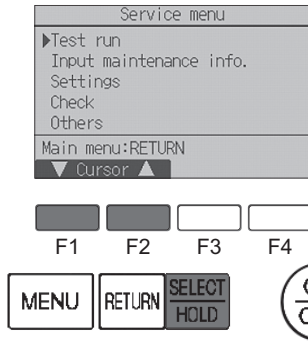 Service menu
▶Test run
Input maintenance info.
Settings
Check
Others
Main menu:RETURN
▼ Cursor ▲
F1 F2 F3 F4
MENU RETURN SELECT
HOLD